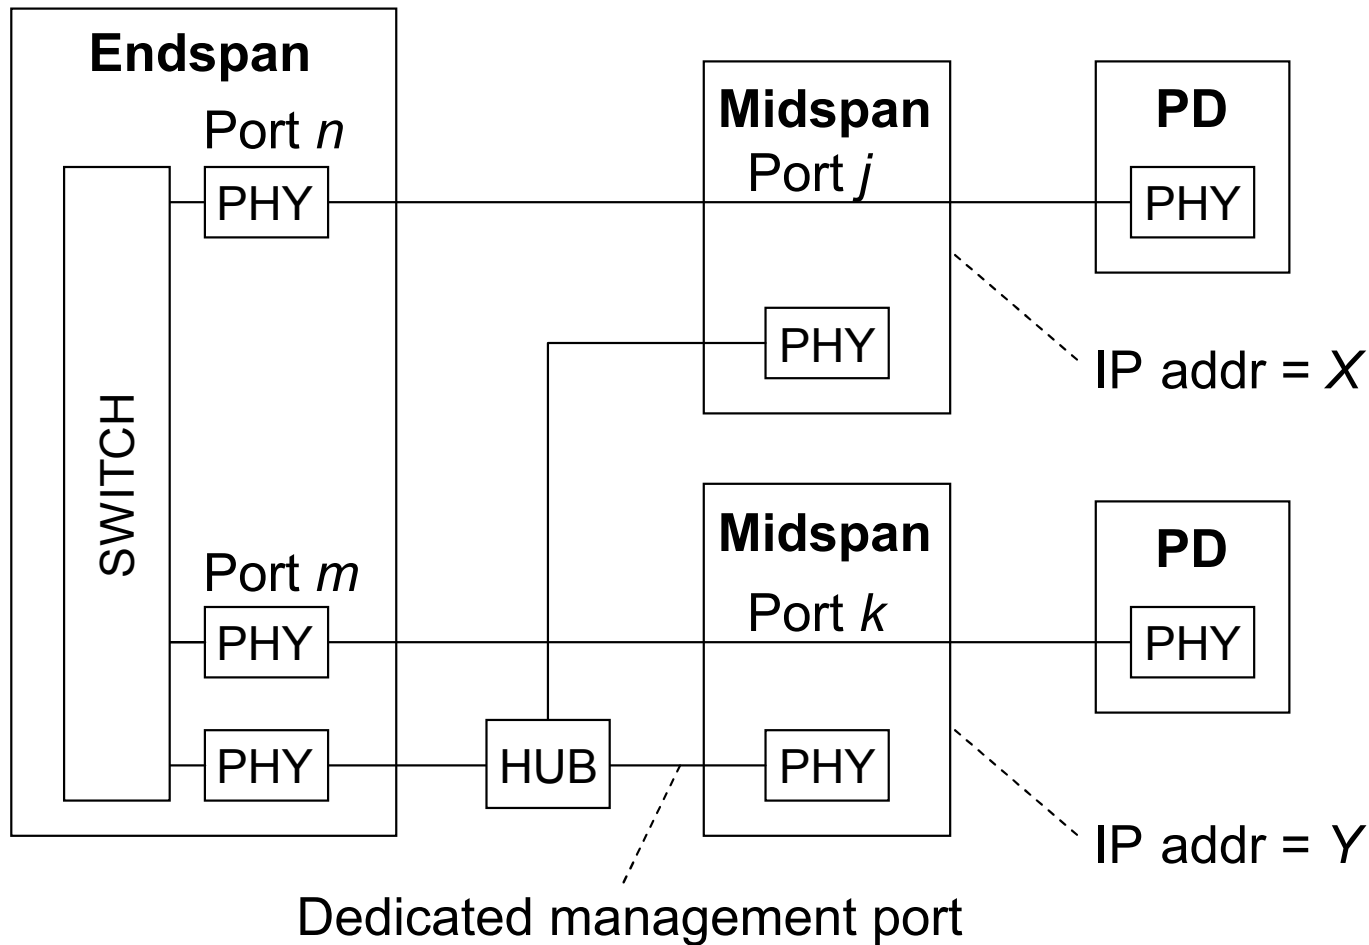 Endspan
Port n
PHY
SWITCH
Port m
PHY
PHY
HUB
Midspan
Port j
PHY
Midspan
Port k
PHY
PD
PHY
IP addr = X
PD
PHY
IP addr = Y
Dedicated management port